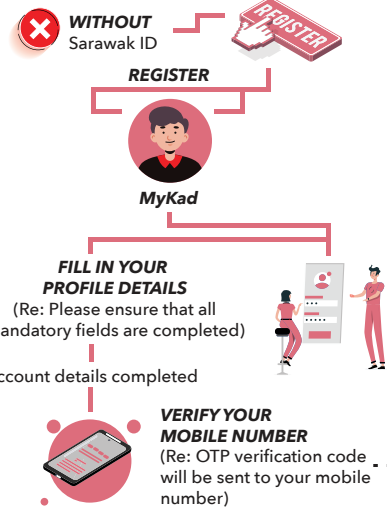 WITHOUT
Sarawak ID
REGISTER
REGISTER
MyKad
FILL IN YOUR
PROFILE DETAILS
(Re: Please ensure that all
andatory fields are completed)
ccount details completed
VERIFY YOUR
MOBILE NUMBER
(Re: OTP verification code
will be sent to your mobile
number)